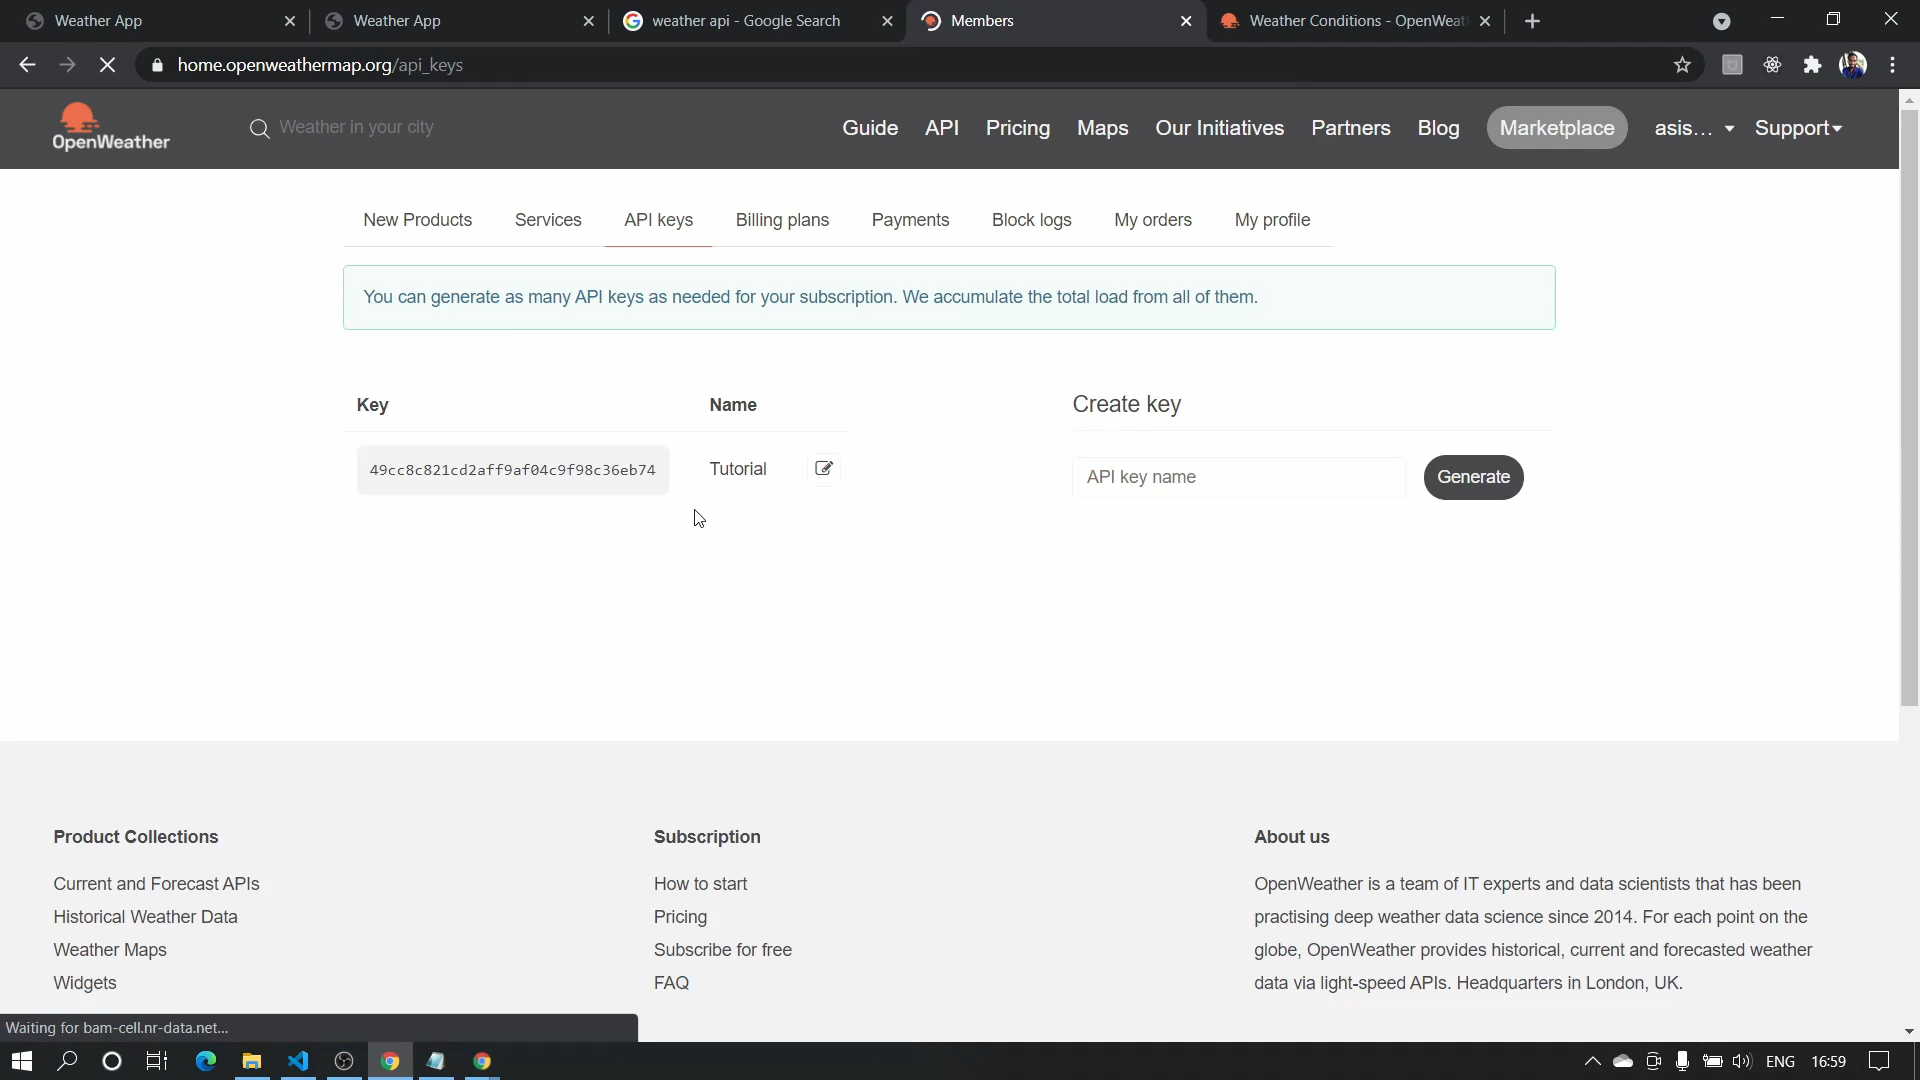 Weather App
Weather App
weather api - Google Search
Members
Weather Conditions - OpenWeat
home.openweathermap.org/api_keys
OpenWeather
Weather in your city
Guide
API
Pricing
Maps
Our Initiatives
Partners
Blog
Marketplace
asis...
Support
New Products
Services
API keys
Billing plans
Payments
Block logs
My orders
My profile
You can generate as many API keys as needed for your subscription. We accumulate the total load from all of them.
Key
Name
Create key
49cc8c821cd2aff9af04c9f98c36eb74
Tutorial
API key name
Generate
Product Collections
Current and Forecast APIs
Historical Weather Data
Weather Maps
Widgets
Subscription
How to start
Pricing
Subscribe for free
FAQ
About us
OpenWeather is a team of IT experts and data scientists that has been
practising deep weather data science since 2014. For each point on the
globe, OpenWeather provides historical, current and forecasted weather
data via light-speed APIs. Headquarters in London, UK.
Waiting for bam-cell.nr-data.net...
ENG
16:59